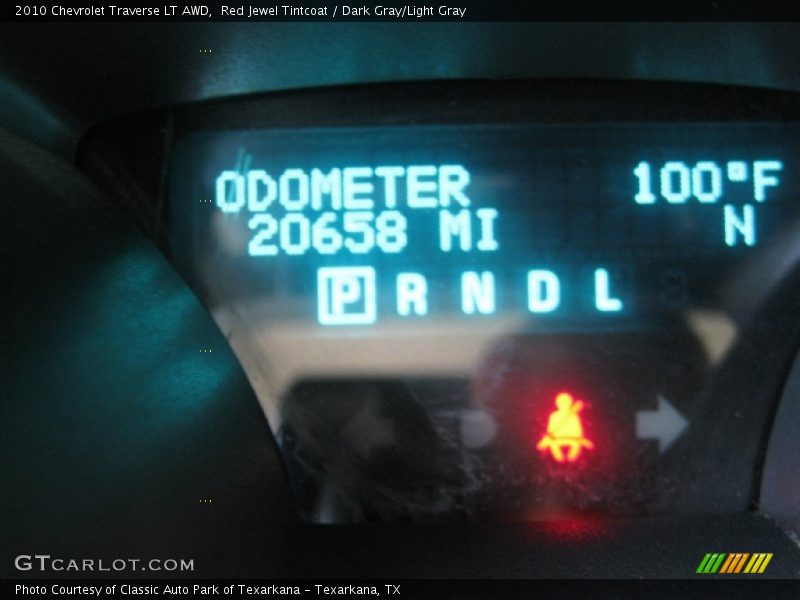 2010 Chevrolet Traverse LT AWD,  Red Jewel Tintcoat / Dark Gray/Light Gray
ODOMETER 100°F
20658 MI N
P R N D L
GTCARLOT.COM
Photo Courtesy of Classic Auto Park of Texarkana - Texarkana, TX